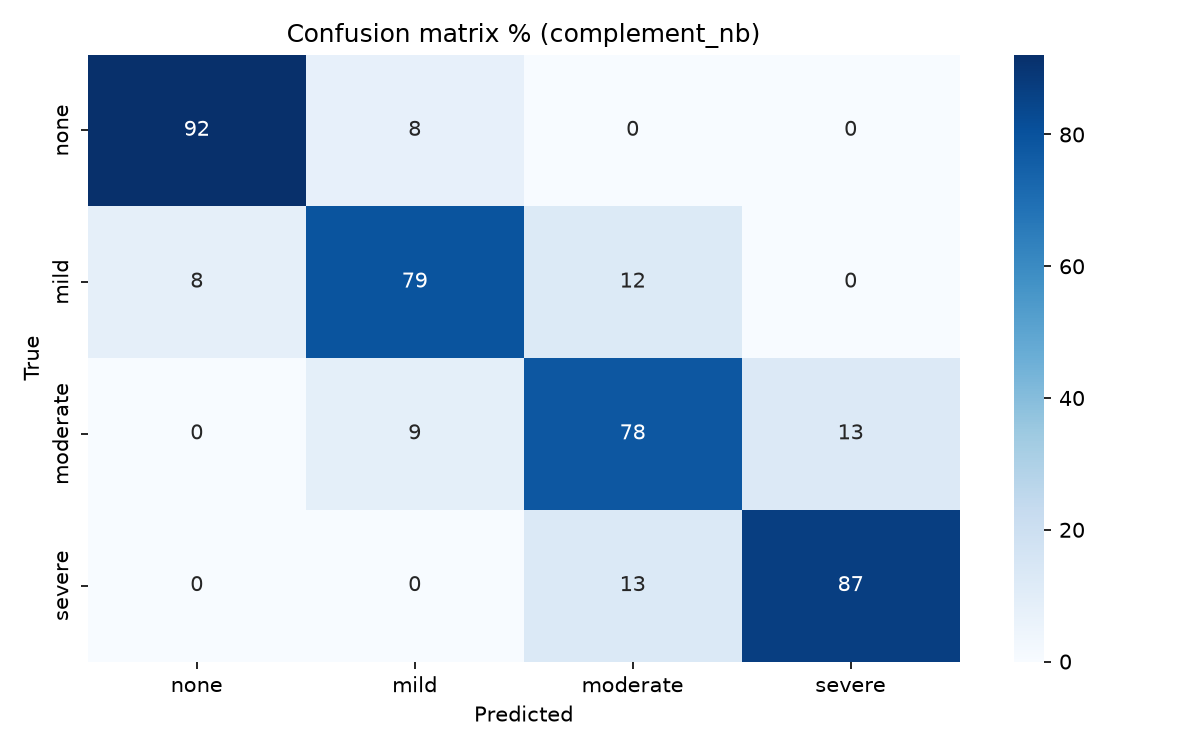 Confusion matrix % (complement_nb)
none 92 8 0 0
mild 8 79 12 0
moderate 0 9 78 13
severe 0 0 13 87
True
none mild moderate severe
Predicted
80
60
40
20
0